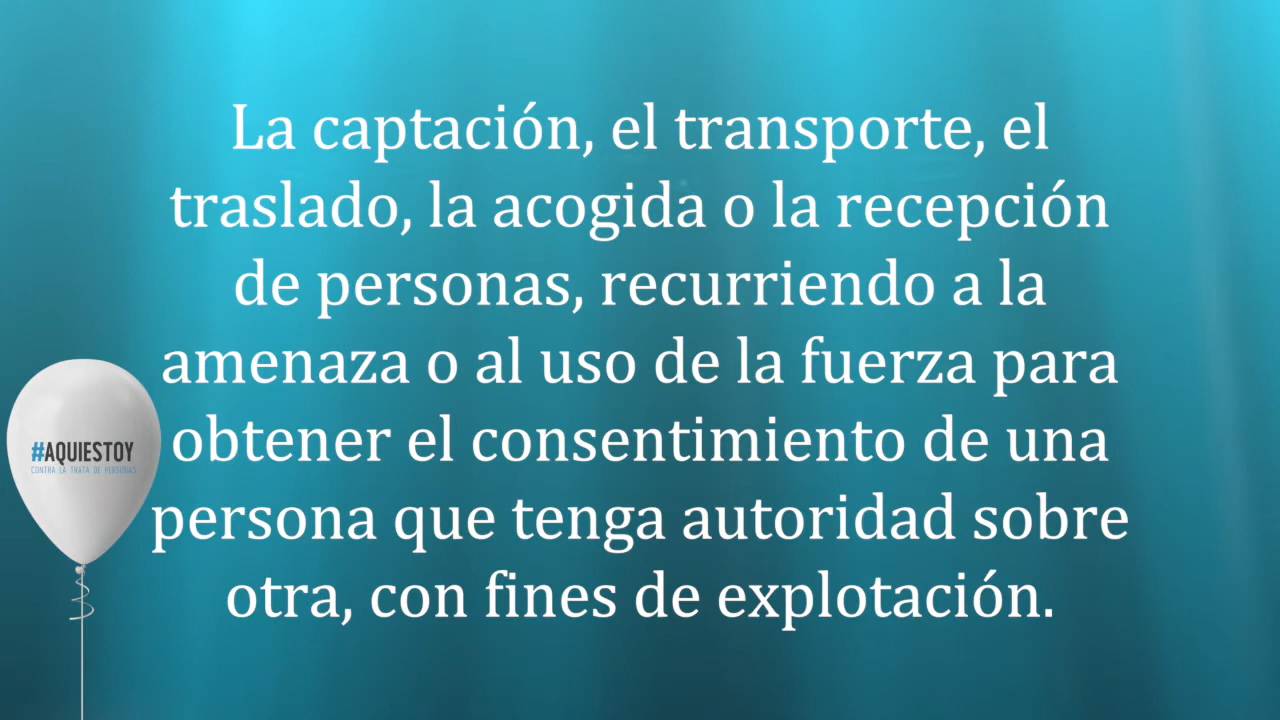 La captación, el transporte, el
traslado, la acogida o la recepción
de personas, recurriendo a la
amenaza o al uso de la fuerza para
obtener el consentimiento de una
persona que tenga autoridad sobre
otra, con fines de explotación.
#AQUIESTOY
CONTRA LA TRATA DE PERSONAS